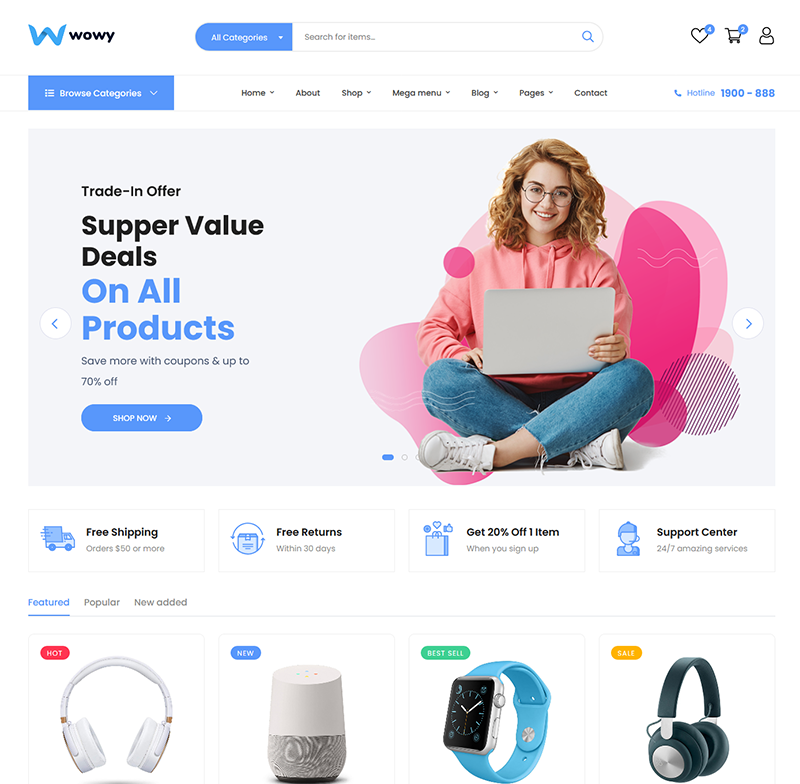 wowy
All Categories
Search for items...
4
2
Browse Categories
Home
About
Shop
Mega menu
Blog
Pages
Contact
Hotline 1900 - 888
Trade-In Offer
Supper Value
Deals
On All
Products
Save more with coupons & up to
70% off
SHOP NOW
Free Shipping
Orders $50 or more
Free Returns
Within 30 days
Get 20% Off 1 Item
When you sign up
Support Center
24/7 amazing services
Featured
Popular
New added
HOT
NEW
BEST SELL
SALE